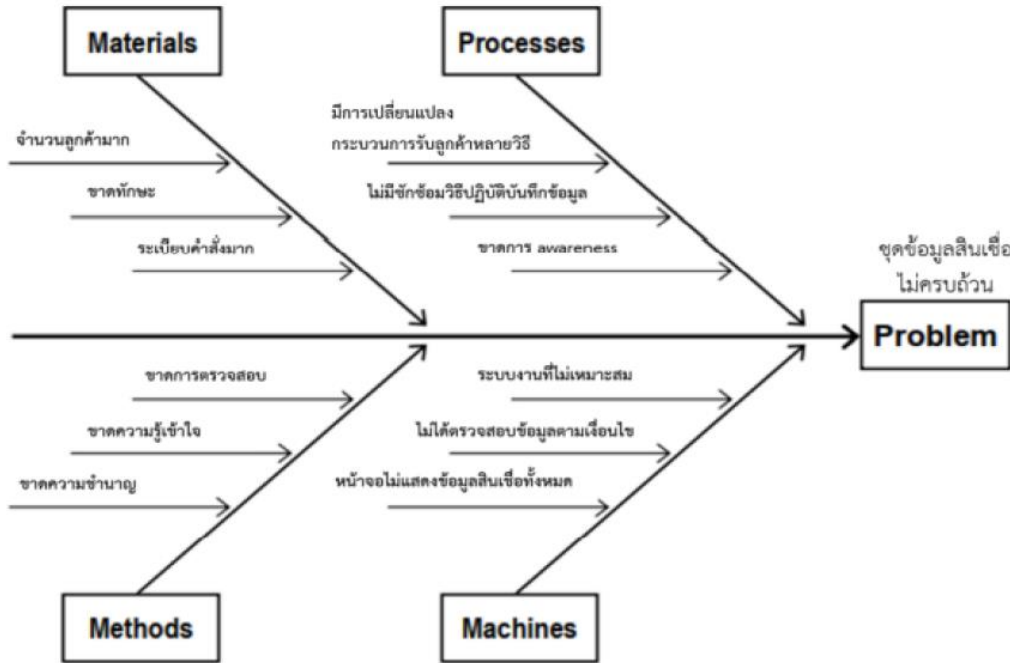 Materials
Processes
จำนวนลูกค้ามาก
ขาดทักษะ
ระเบียบคำสั่งมาก
มีการเปลี่ยนแปลง
กระบวนการรับลูกค้าหลายวิธี
ไม่มีซักซ้อมวิธีปฏิบัติบันทึกข้อมูล
ขาดการ awareness
ชุดข้อมูลสินเชื่อ
ไม่ครบถ้วน
Problem
ขาดการตรวจสอบ
ขาดความรู้เข้าใจ
ขาดความชำนาญ
ระบบงานที่ไม่เหมาะสม
ไม่ได้ตรวจสอบข้อมูลตามเงื่อนไข
หน้าจอไม่แสดงข้อมูลสินเชื่อทั้งหมด
Methods
Machines